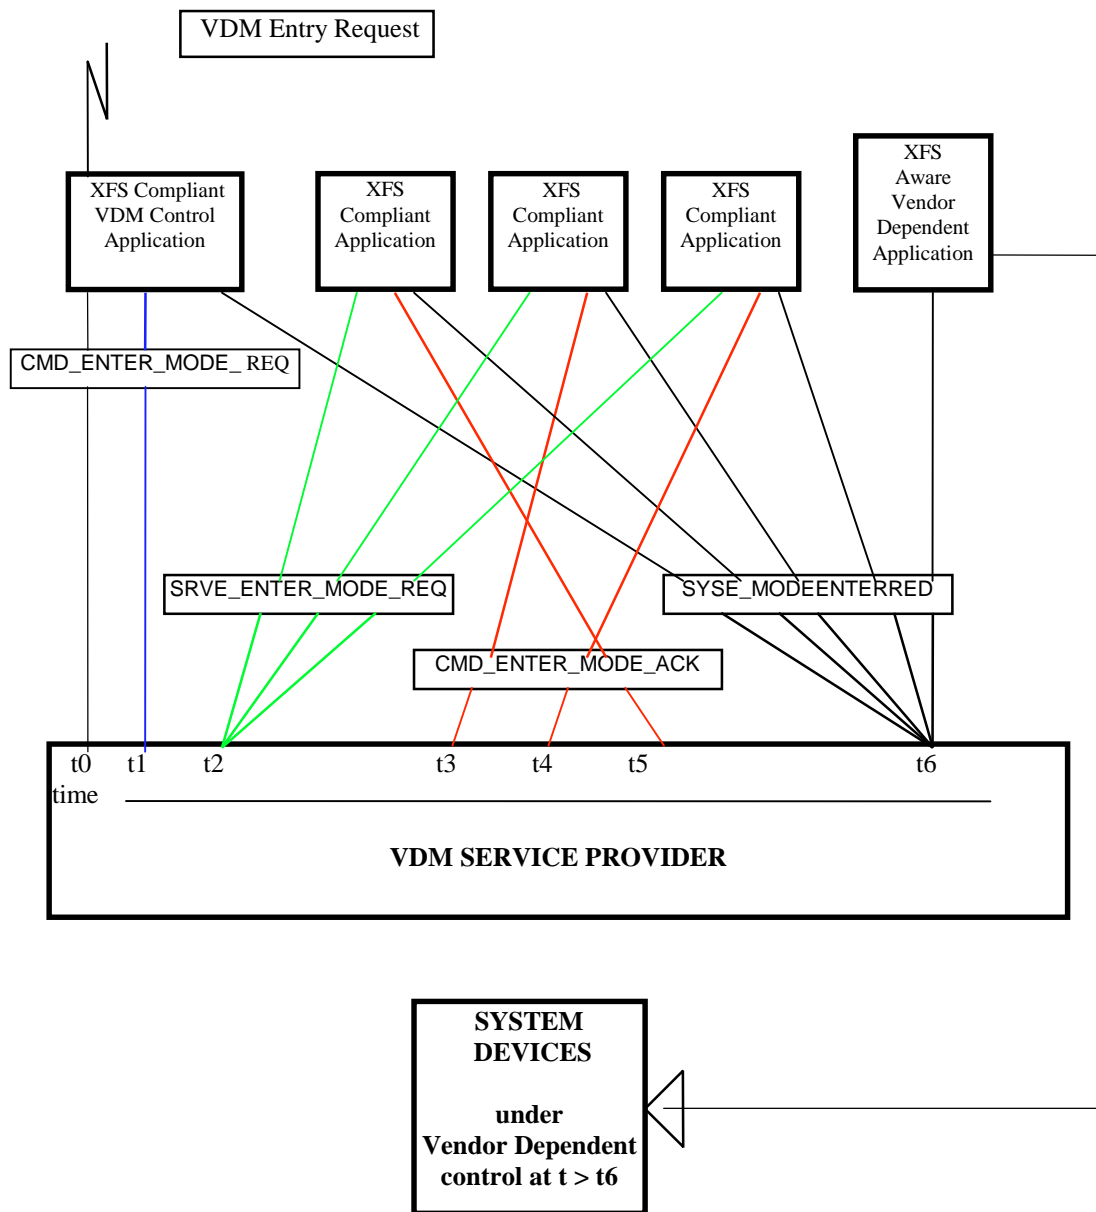 VDM Entry Request
XFS Compliant
VDM Control
Application
XFS
Compliant
Application
XFS
Compliant
Application
XFS
Compliant
Application
XFS
Aware
Vendor
Dependent
Application
CMD_ENTER_MODE_ REQ
SRVE_ENTER_MODE_REQ
SYSE_MODEENTERRED
CMD_ENTER_MODE_ACK
t0 t1 t2 t3 t4 t5 t6
time
VDM SERVICE PROVIDER
SYSTEM
DEVICES
under
Vendor Dependent
control at t > t6